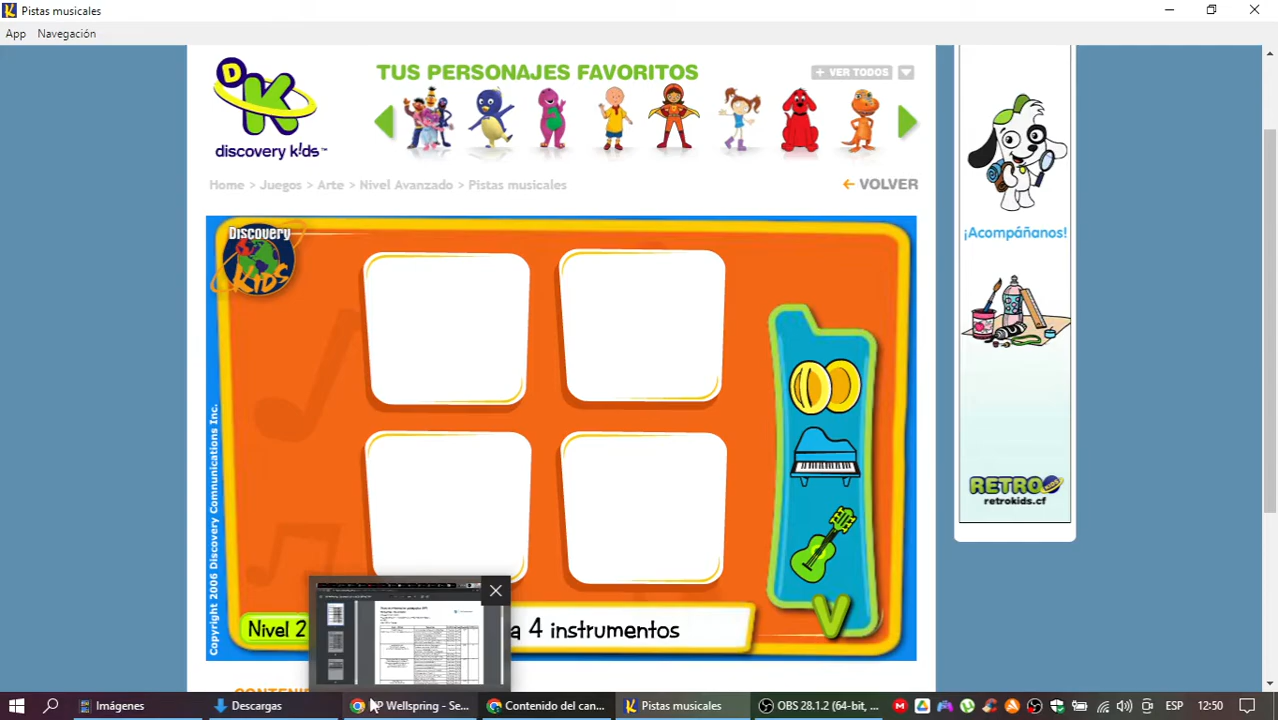 Pistas musicales
App Navegación
D
K
discovery k!ds™
TUS PERSONAJES FAVORITOS
+ VER TODOS
Home > Juegos > Arte > Nivel Avanzado > Pistas musicales
← VOLVER
Discovery
KiDS
¡Acompáñanos!
RETRO
retrokids.cf
Copyright 2006 Discovery Communications Inc.
Nivel 2
a 4 instrumentos
Imágenes
Descargas
P Wellspring - Se...
Contenido del can...
Pistas musicales
OBS 28.1.2 (64-bit, ...
ESP
12:50